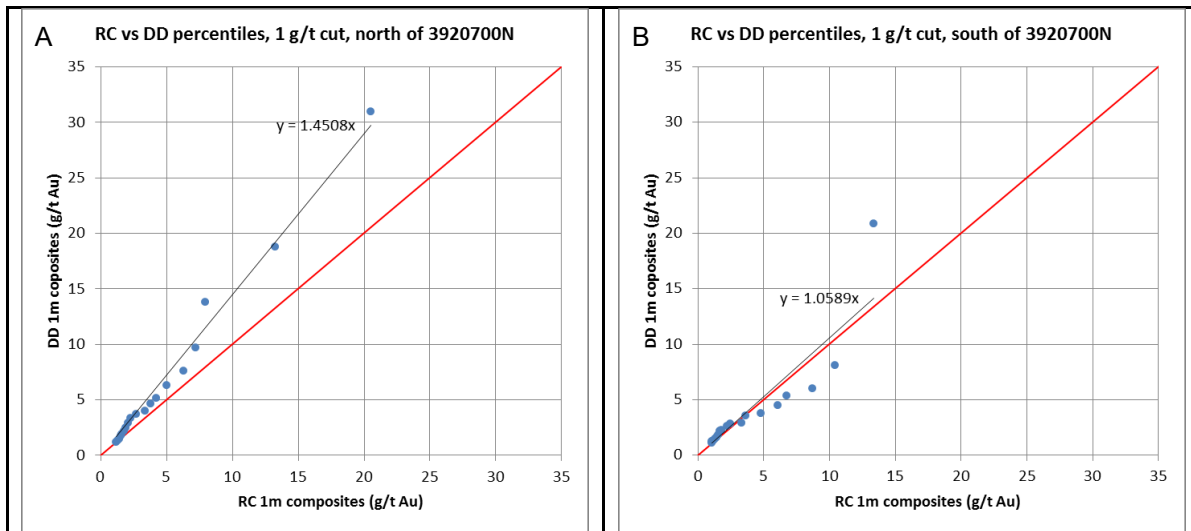 A
RC vs DD percentiles, 1 g/t cut, north of 3920700N
35
30
25
20
15
10
5
0
DD 1m coposites (g/t Au)
y = 1.4508x
0 5 10 15 20 25 30 35
RC 1m composites (g/t Au)
B
RC vs DD percentiles, 1 g/t cut, south of 3920700N
35
30
25
20
15
10
5
0
DD 1m coposites (g/t Au)
y = 1.0589x
0 5 10 15 20 25 30 35
RC 1m composites (g/t Au)